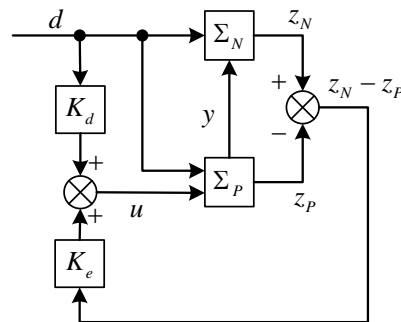 d
Σ_N
z_N
K_d
y
+
z_N − z_P
−
+
+
u
Σ_P
z_P
K_e